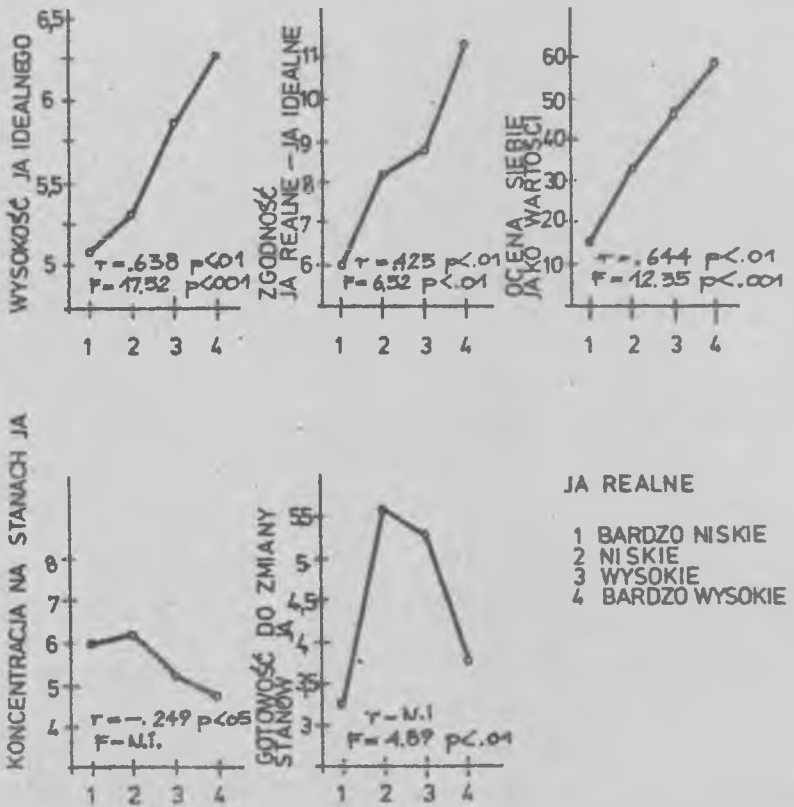 WYSOKOŚĆ JA IDEALNEGO
6,5
6
5,5
5
r=.638 p<01
F=17.52 p<001
1 2 3 4
ZGODNOŚĆ
JA REALNE – JA IDEALNE
11
10
9
8
7
6
r=.425 p<.01
F=6,52 p<.01
1 2 3 4
OCENA SIEBIE
JAKO WARTOŚCI
60
50
40
30
20
10
r=.644 p<.01
F=12.35 p<.001
1 2 3 4
KONCENTRACJA NA STANACH JA
8
7
6
5
4
r=-.249 p<05
F-N.I.
1 2 3 4
GOTOWOŚĆ DO ZMIANY
STANÓW JA
5,5
5
4,5
4
3,5
3
r-N.I
F=4.89 p<.01
1 2 3 4
JA REALNE
1 BARDZO NISKIE
2 NISKIE
3 WYSOKIE
4 BARDZO WYSOKIE